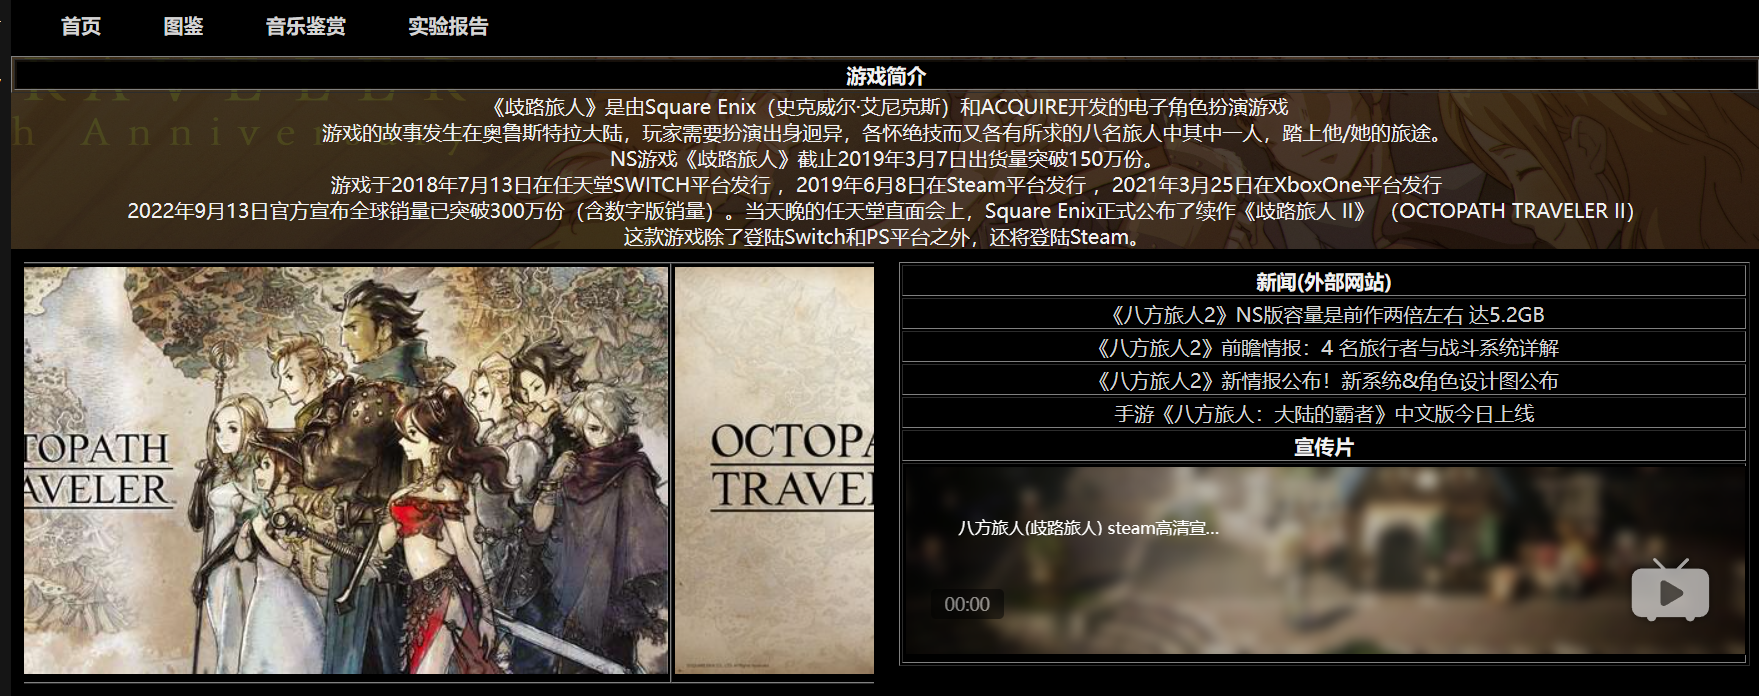 首页 图鉴 音乐鉴赏 实验报告
游戏简介
《歧路旅人》是由Square Enix（史克威尔·艾尼克斯）和ACQUIRE开发的电子角色扮演游戏
游戏的故事发生在奥鲁斯特拉大陆，玩家需要扮演出身迥异，各怀绝技而又各有所求的八名旅人中其中一人，踏上他/她的旅途。
NS游戏《歧路旅人》截止2019年3月7日出货量突破150万份。
游戏于2018年7月13日在任天堂SWITCH平台发行 ，2019年6月8日在Steam平台发行 ，2021年3月25日在XboxOne平台发行
2022年9月13日官方宣布全球销量已突破300万份（含数字版销量）。当天晚的任天堂直面会上，Square Enix正式公布了续作《歧路旅人 II》 （OCTOPATH TRAVELER II）
这款游戏除了登陆Switch和PS平台之外，还将登陆Steam。
TOPATH
AVELER
OCTOPA
TRAVE
新闻(外部网站)
《八方旅人2》NS版容量是前作两倍左右 达5.2GB
《八方旅人2》前瞻情报：4 名旅行者与战斗系统详解
《八方旅人2》新情报公布！新系统&角色设计图公布
手游《八方旅人：大陆的霸者》中文版今日上线
宣传片
八方旅人(歧路旅人) steam高清宣...
00:00